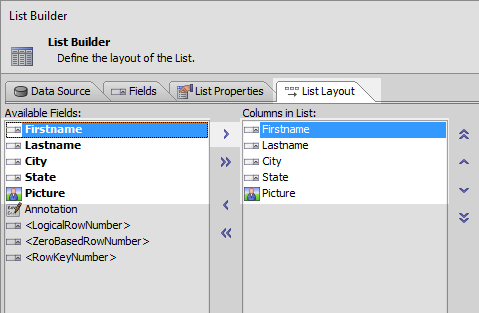 List Builder
List Builder
Define the layout of the List.
Data Source Fields List Properties List Layout
Available Fields: Columns in List:
Firstname Firstname
Lastname Lastname
City City
State State
Picture Picture
Annotation
<LogicalRowNumber>
<ZeroBasedRowNumber>
<RowKeyNumber>